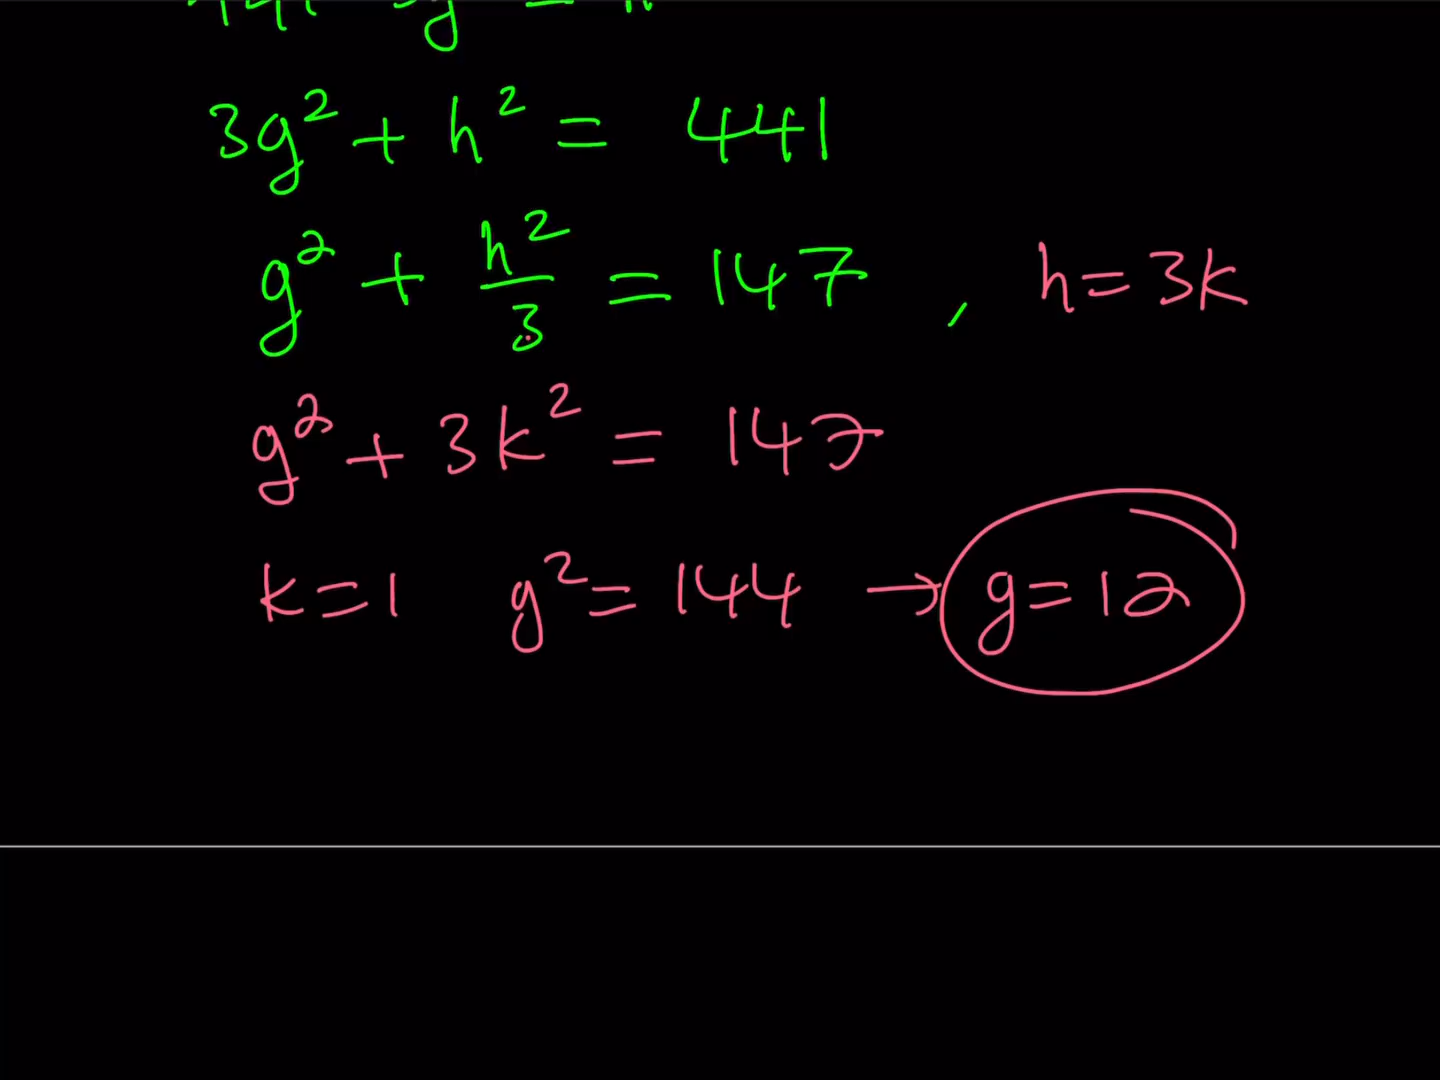 3g² + h² = 441
g² + h²/3 = 147 , h = 3k
g² + 3k² = 147
k = 1 g² = 144 → g = 12